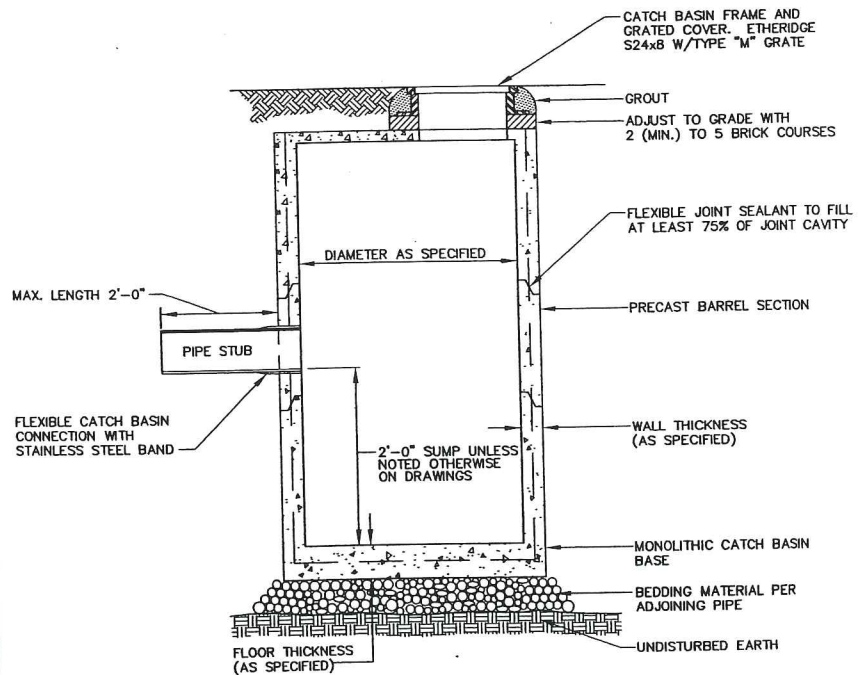 CATCH BASIN FRAME AND
GRATED COVER. ETHERIDGE
S24x8 W/TYPE "M" GRATE
GROUT
ADJUST TO GRADE WITH
2 (MIN.) TO 5 BRICK COURSES
FLEXIBLE JOINT SEALANT TO FILL
AT LEAST 75% OF JOINT CAVITY
DIAMETER AS SPECIFIED
MAX. LENGTH 2'-0"
PRECAST BARREL SECTION
PIPE STUB
FLEXIBLE CATCH BASIN
CONNECTION WITH
STAINLESS STEEL BAND
WALL THICKNESS
(AS SPECIFIED)
2'-0" SUMP UNLESS
NOTED OTHERWISE
ON DRAWINGS
MONOLITHIC CATCH BASIN
BASE
BEDDING MATERIAL PER
ADJOINING PIPE
UNDISTURBED EARTH
FLOOR THICKNESS
(AS SPECIFIED)